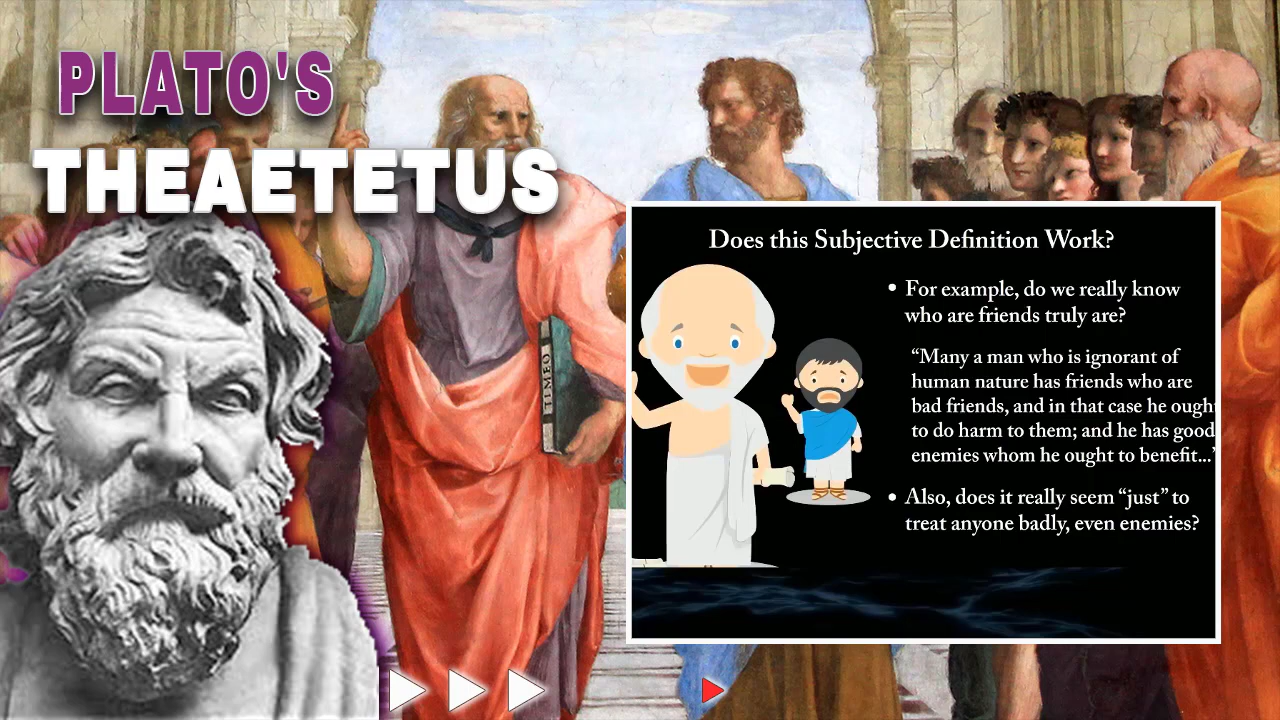 PLATO'S
THEAETETUS
TIMEO
Does this Subjective Definition Work?
• For example, do we really know
who are friends truly are?
“Many a man who is ignorant of
human nature has friends who are
bad friends, and in that case he ought
to do harm to them; and he has good
enemies whom he ought to benefit...”
• Also, does it really seem “just” to
treat anyone badly, even enemies?